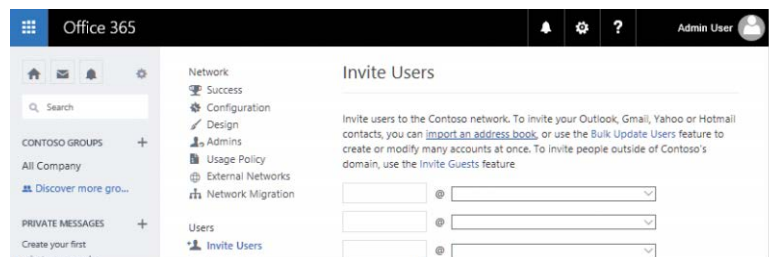 Office 365
?
Admin User
Search
CONTOSO GROUPS +
All Company
Discover more gro...
PRIVATE MESSAGES +
Create your first
Network
Success
Configuration
Design
Admins
Usage Policy
External Networks
Network Migration
Users
Invite Users
Invite Users
Invite users to the Contoso network. To invite your Outlook, Gmail, Yahoo or Hotmail
contacts, you can import an address book, or use the Bulk Update Users feature to
create or modify many accounts at once. To invite people outside of Contoso's
domain, use the Invite Guests feature
@
@
@